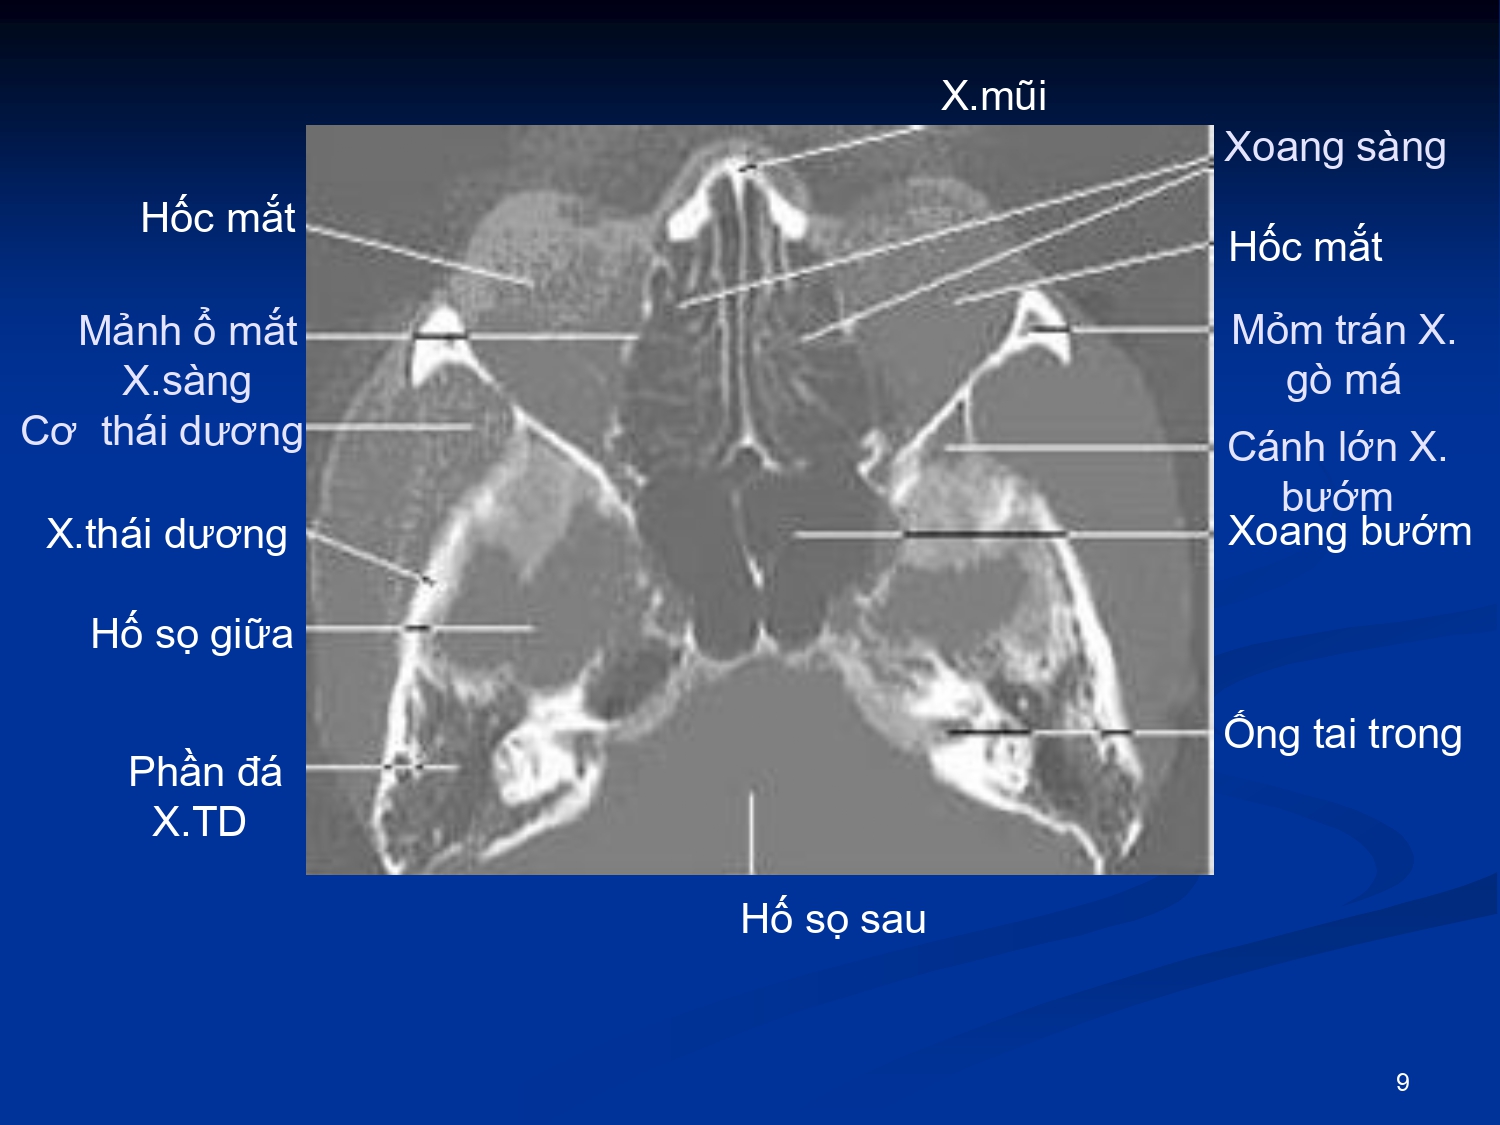 X.mũi
Xoang sàng
Hốc mắt
Hốc mắt
Mảnh ổ mắt
X.sàng
Mỏm trán X.
gò má
Cơ thái dương
Cánh lớn X.
bướm
X.thái dương
Xoang bướm
Hố sọ giữa
Ống tai trong
Phần đá
X.TD
Hố sọ sau
9